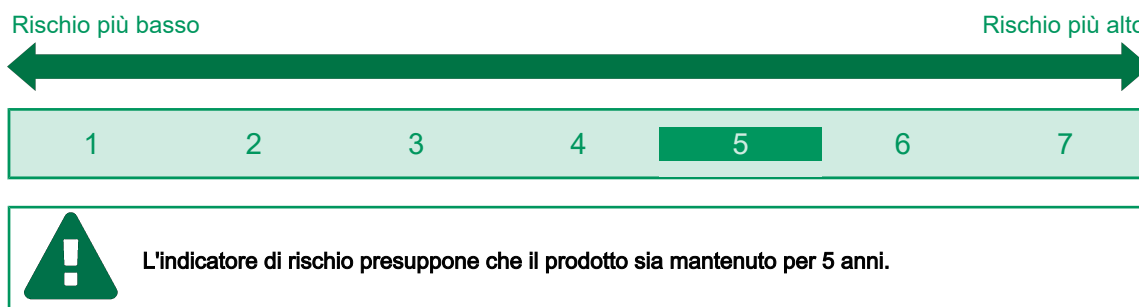 Rischio più basso Rischio più alto
1 2 3 4 5 6 7
L'indicatore di rischio presuppone che il prodotto sia mantenuto per 5 anni.